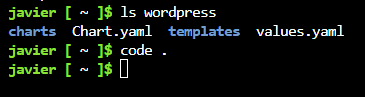 javier [ ~ ]$ ls wordpress
charts  Chart.yaml  templates  values.yaml
javier [ ~ ]$ code .
javier [ ~ ]$